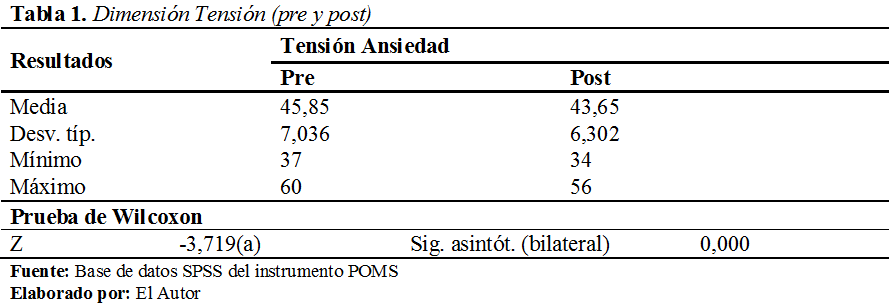 Tabla 1. Dimensión Tensión (pre y post)
Resultados Tensión Ansiedad
Pre Post
Media 45,85 43,65
Desv. típ. 7,036 6,302
Mínimo 37 34
Máximo 60 56
Prueba de Wilcoxon
Z -3,719(a) Sig. asintót. (bilateral) 0,000
Fuente: Base de datos SPSS del instrumento POMS
Elaborado por: El Autor